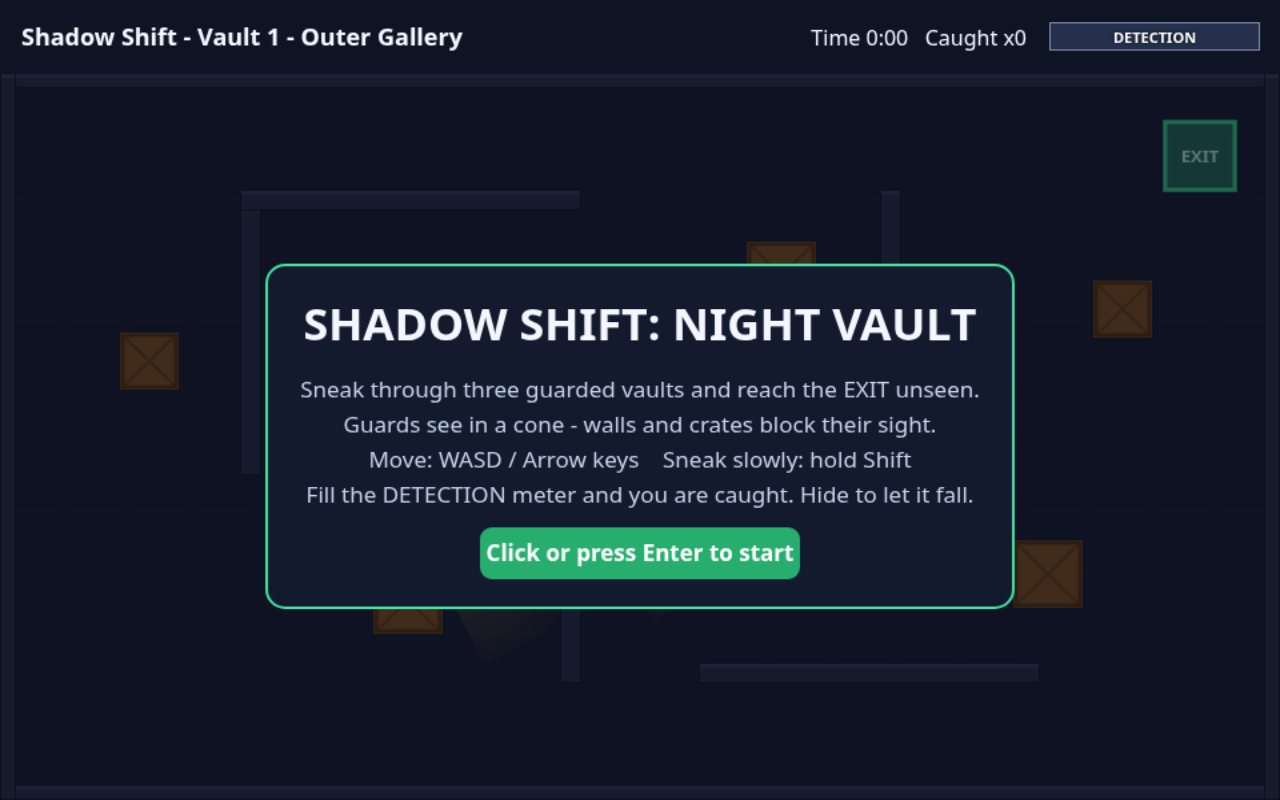 Shadow Shift - Vault 1 - Outer Gallery
Time 0:00 Caught x0 DETECTION
EXIT
SHADOW SHIFT: NIGHT VAULT
Sneak through three guarded vaults and reach the EXIT unseen.
Guards see in a cone - walls and crates block their sight.
Move: WASD / Arrow keys Sneak slowly: hold Shift
Fill the DETECTION meter and you are caught. Hide to let it fall.
Click or press Enter to start